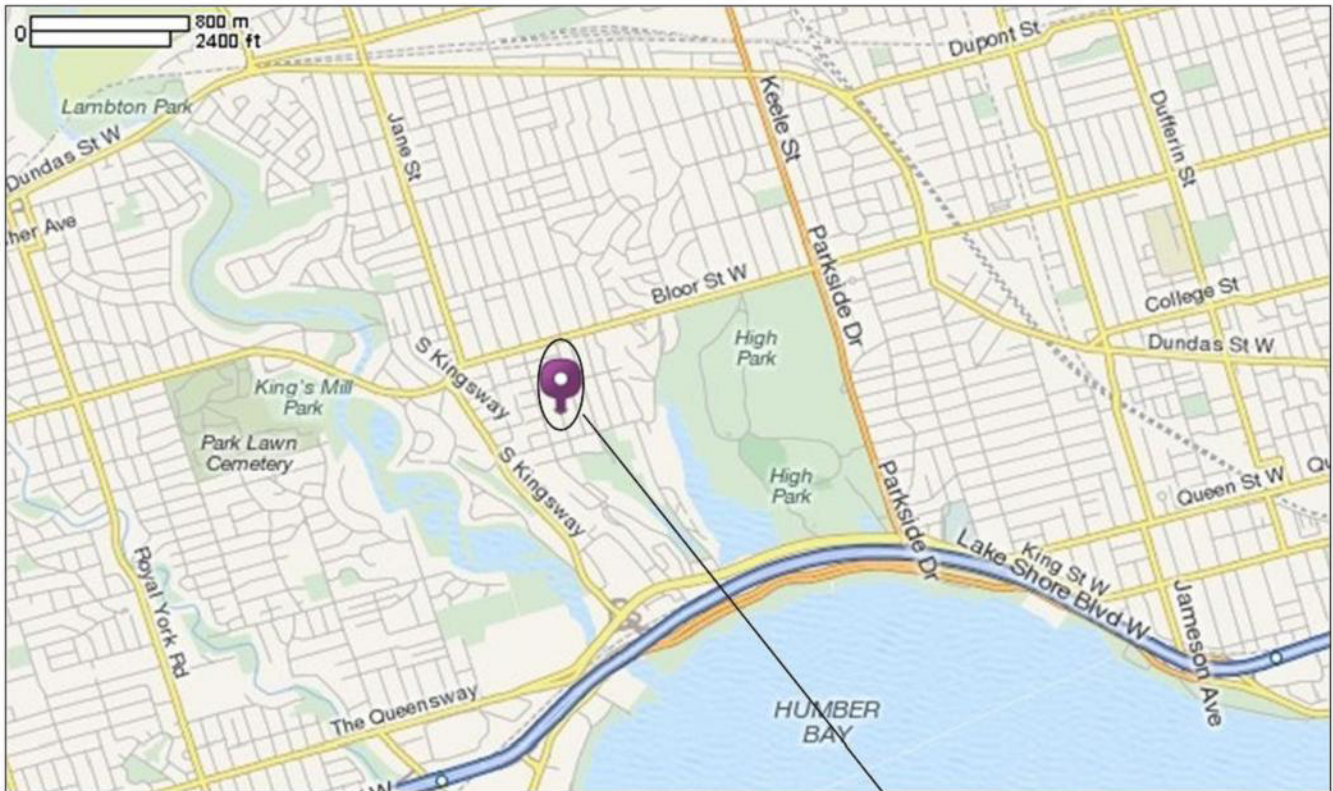 0
800 m
2400 ft
Dupont St
Lambton Park
Keele St
Dufferin St
Jane St
Dundas St W
her Ave
Parkside Dr
Bloor St W
College St
High
Park
Dundas St W
S Kingsway
King's Mill
Park
Park Lawn
Cemetery
S Kingsway
High
Park
Queen St W
Parkside Dr
King St W
Lake Shore Blvd W
Royal York Rd
Jameson Ave
The Queensway
HUMBER
BAY
W